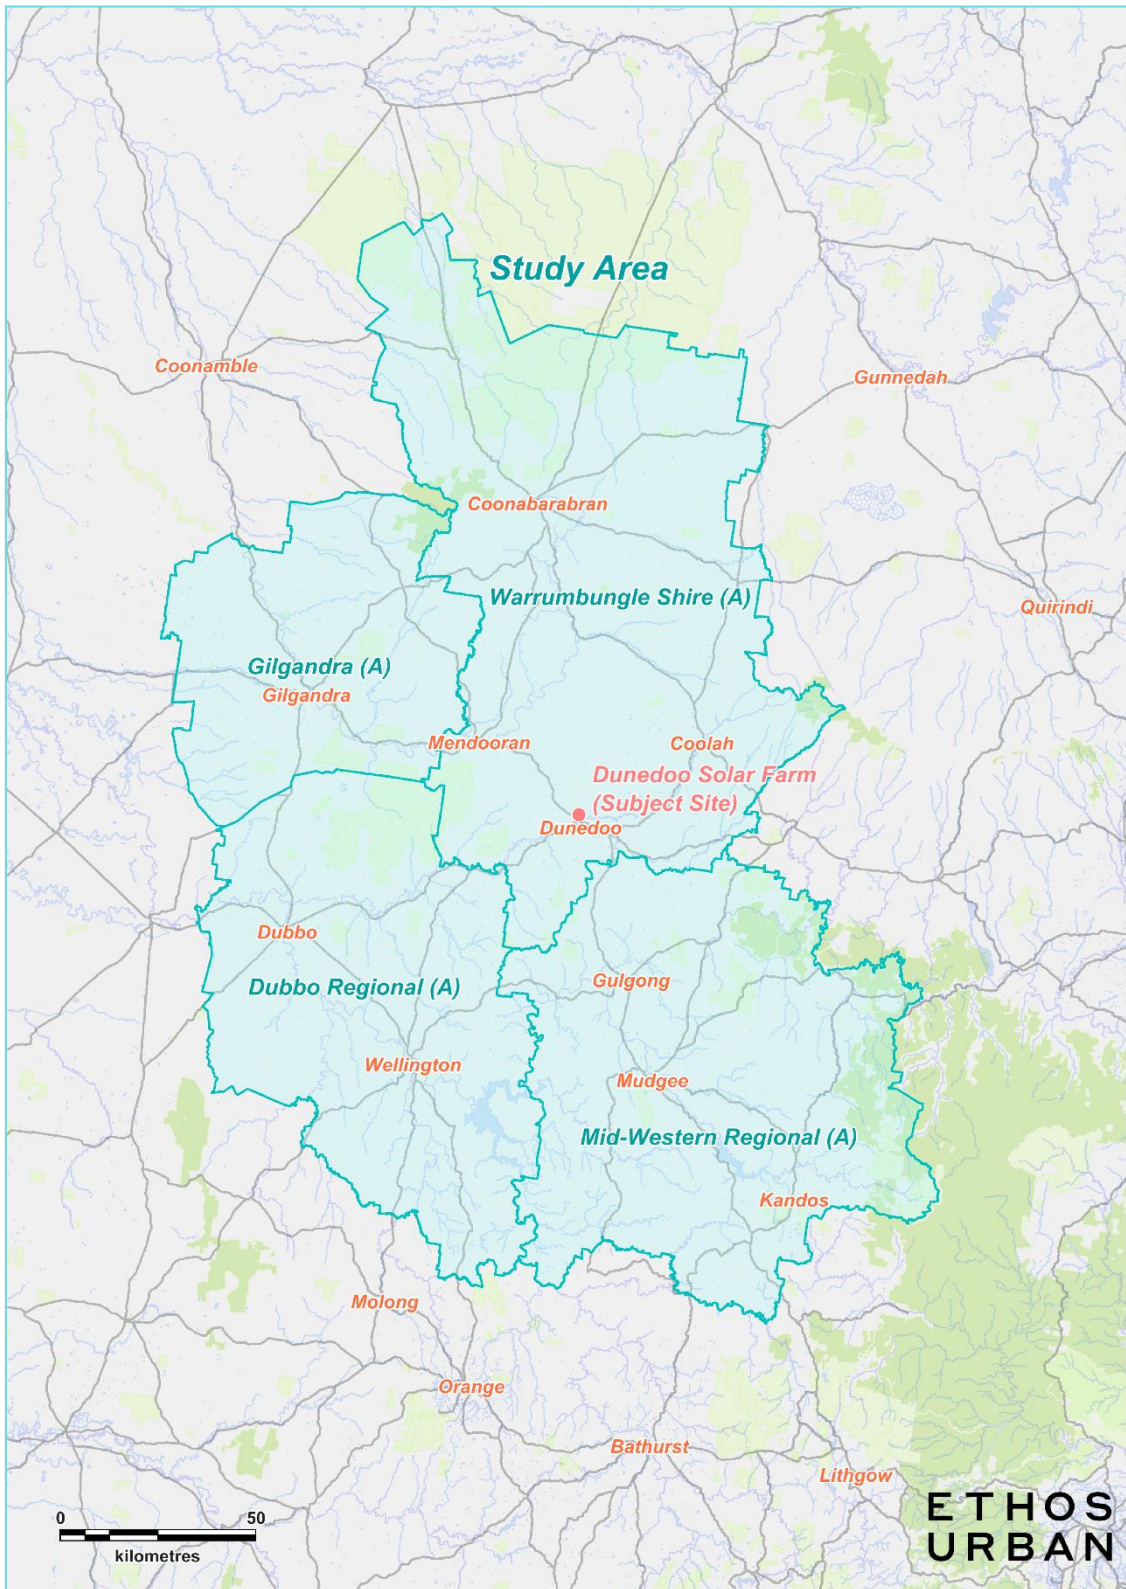 Study Area
Coonamble
Gunnedah
Coonabarabran
Warrumbungle Shire (A)
Quirindi
Gilgandra (A)
Gilgandra
Mendooran
Coolah
Dunedoo Solar Farm
(Subject Site)
Dunedoo
Dubbo
Gulgong
Dubbo Regional (A)
Wellington
Mudgee
Mid-Western Regional (A)
Kandos
Molong
Orange
Bathurst
Lithgow
0 50
kilometres
ETHOS
URBAN